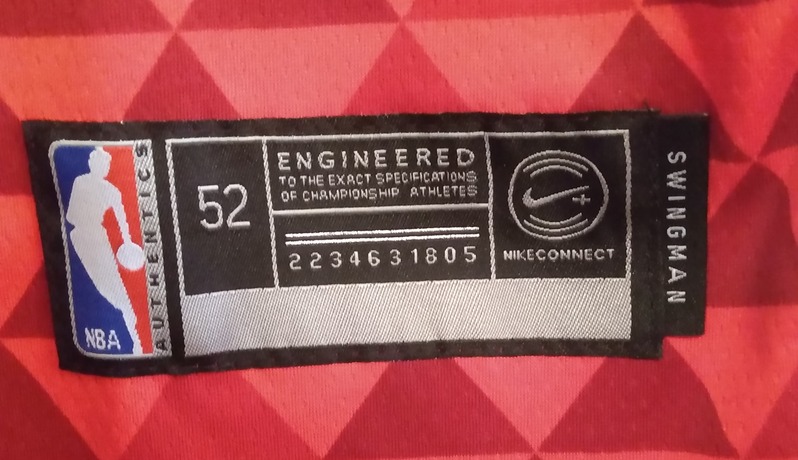 NBA
AUTHENTICS
52
ENGINEERED
TO THE EXACT SPECIFICATIONS
OF CHAMPIONSHIP ATHLETES
2234631805
NIKECONNECT
SWINGMAN